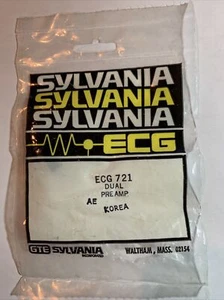 SYLVANIA
SYLVANIA
SYLVANIA
ECG
ECG 721
DUAL
PREAMP
AE KOREA
GTE SYLVANIA
WALTHAM, MASS. 02154